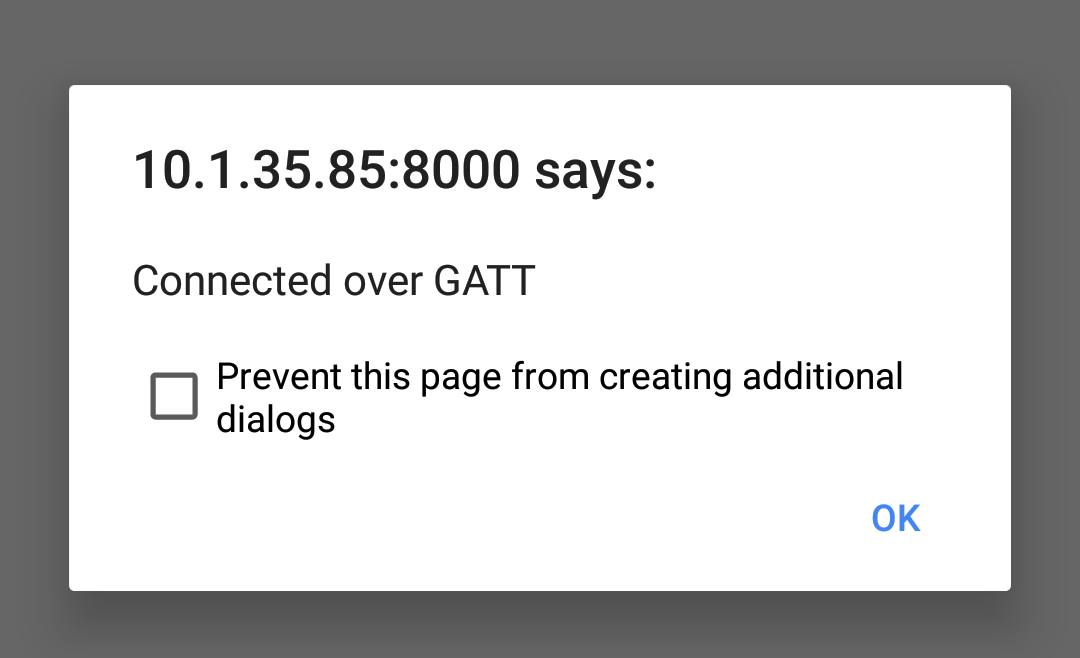 10.1.35.85:8000 says:
Connected over GATT
Prevent this page from creating additional
dialogs
OK